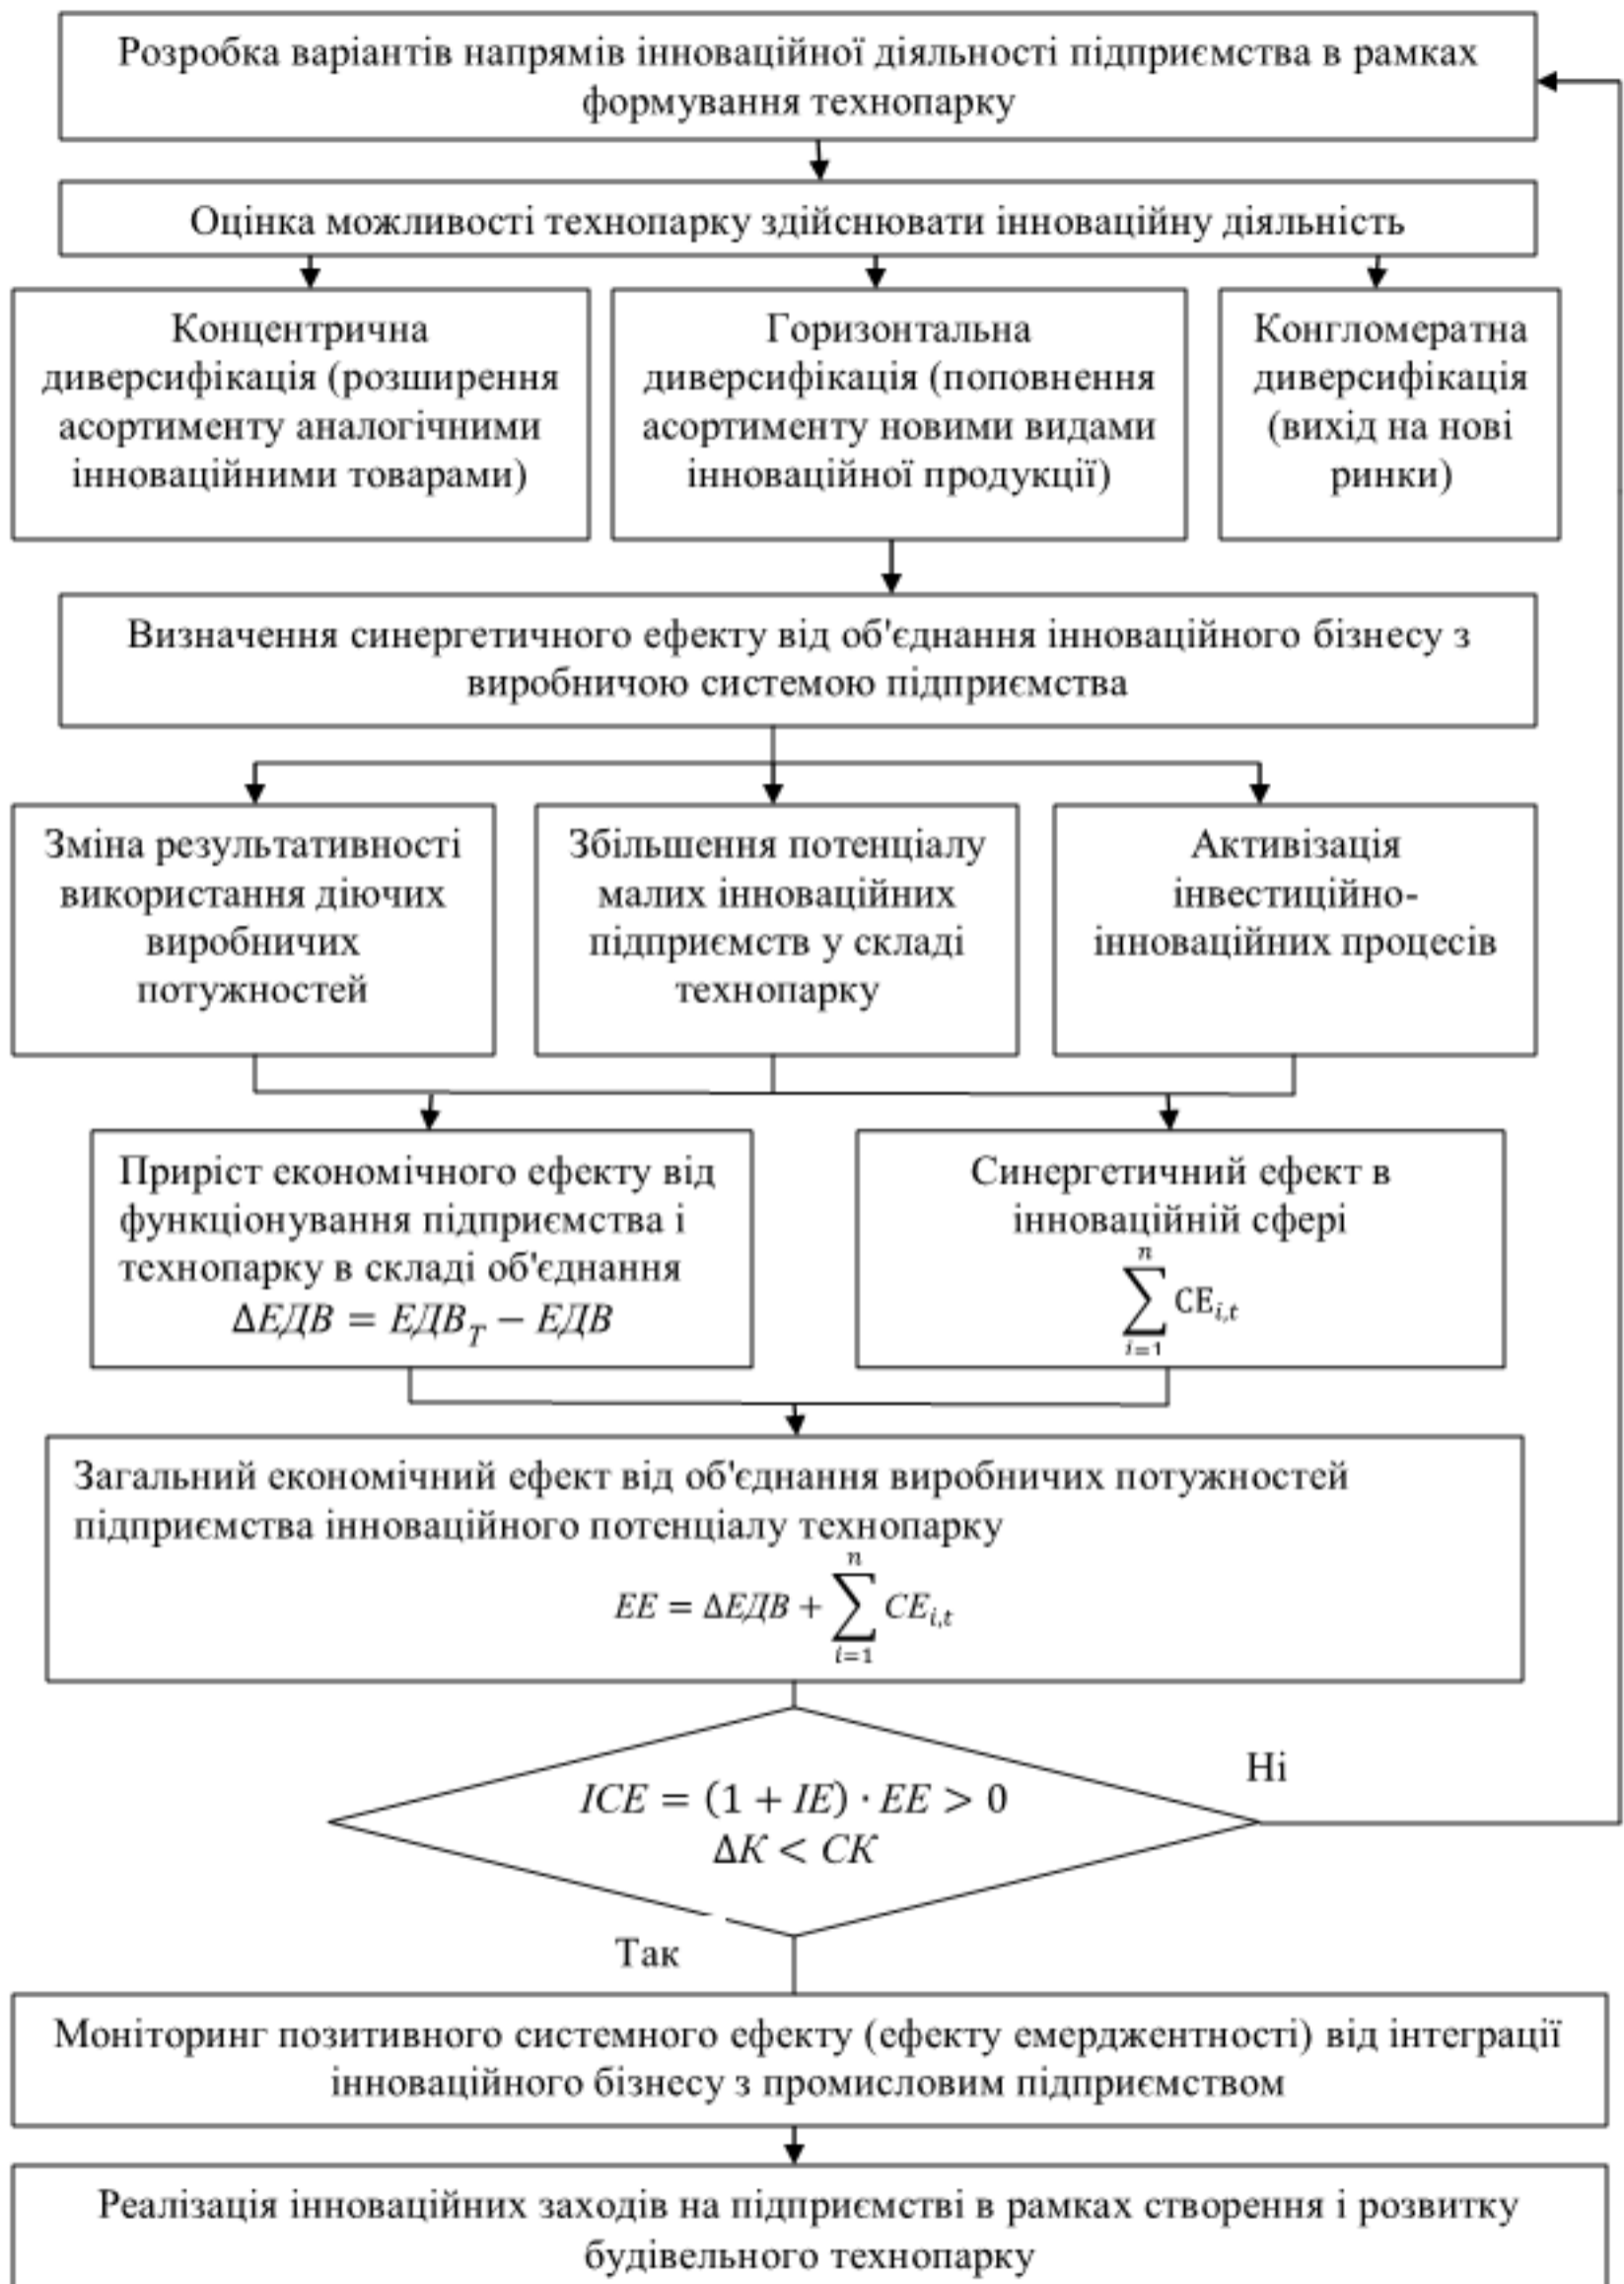 Розробка варіантів напрямів інноваційної діяльності підприємства в рамках
формування технопарку
Оцінка можливості технопарку здійснювати інноваційну діяльність
Концентрична
диверсифікація (розширення
асортименту аналогічними
інноваційними товарами)
Горизонтальна
диверсифікація (поповнення
асортименту новими видами
інноваційної продукції)
Конгломератна
диверсифікація
(вихід на нові
ринки)
Визначення синергетичного ефекту від об'єднання інноваційного бізнесу з
виробничою системою підприємства
Зміна результативності
використання діючих
виробничих
потужностей
Збільшення потенціалу
малих інноваційних
підприємств у складі
технопарку
Активізація
інвестиційно-
інноваційних процесів
Приріст економічного ефекту від
функціонування підприємства і
технопарку в складі об'єднання
ΔЕДВ = ЕДВ_T − ЕДВ
Синергетичний ефект в
інноваційній сфері
n
∑ CE_{i,t}
i=1
Загальний економічний ефект від об'єднання виробничих потужностей
підприємства інноваційного потенціалу технопарку
n
EE = ΔЕДВ + ∑ CE_{i,t}
i=1
ICE = (1 + IE) · EE > 0
ΔK < CK
Ні
Так
Моніторинг позитивного системного ефекту (ефекту емерджентності) від інтеграції
інноваційного бізнесу з промисловим підприємством
Реалізація інноваційних заходів на підприємстві в рамках створення і розвитку
будівельного технопарку